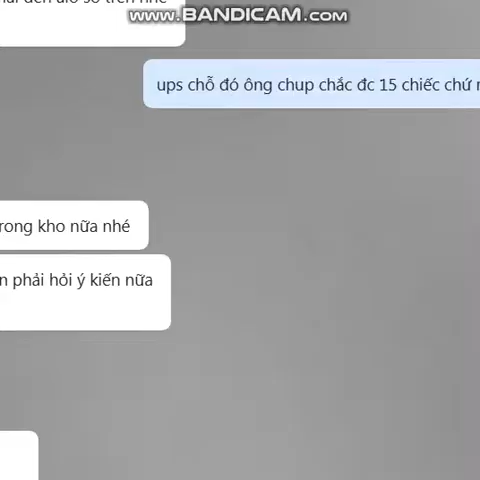 www.BANDICAM.com
ups chỗ đó ông chup chắc đc 15 chiếc chứ
rong kho nữa nhé
phải hỏi ý kiến nữa